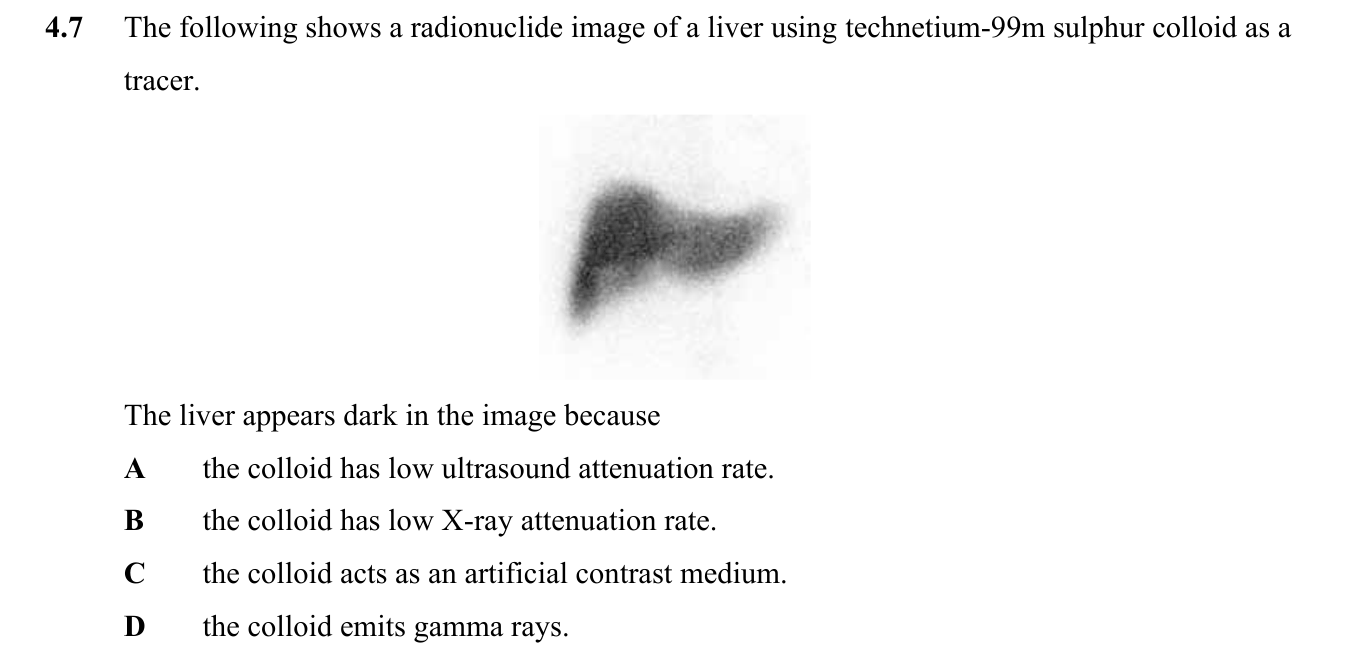 4.7 The following shows a radionuclide image of a liver using technetium-99m sulphur colloid as a
tracer.
The liver appears dark in the image because
A the colloid has low ultrasound attenuation rate.
B the colloid has low X-ray attenuation rate.
C the colloid acts as an artificial contrast medium.
D the colloid emits gamma rays.